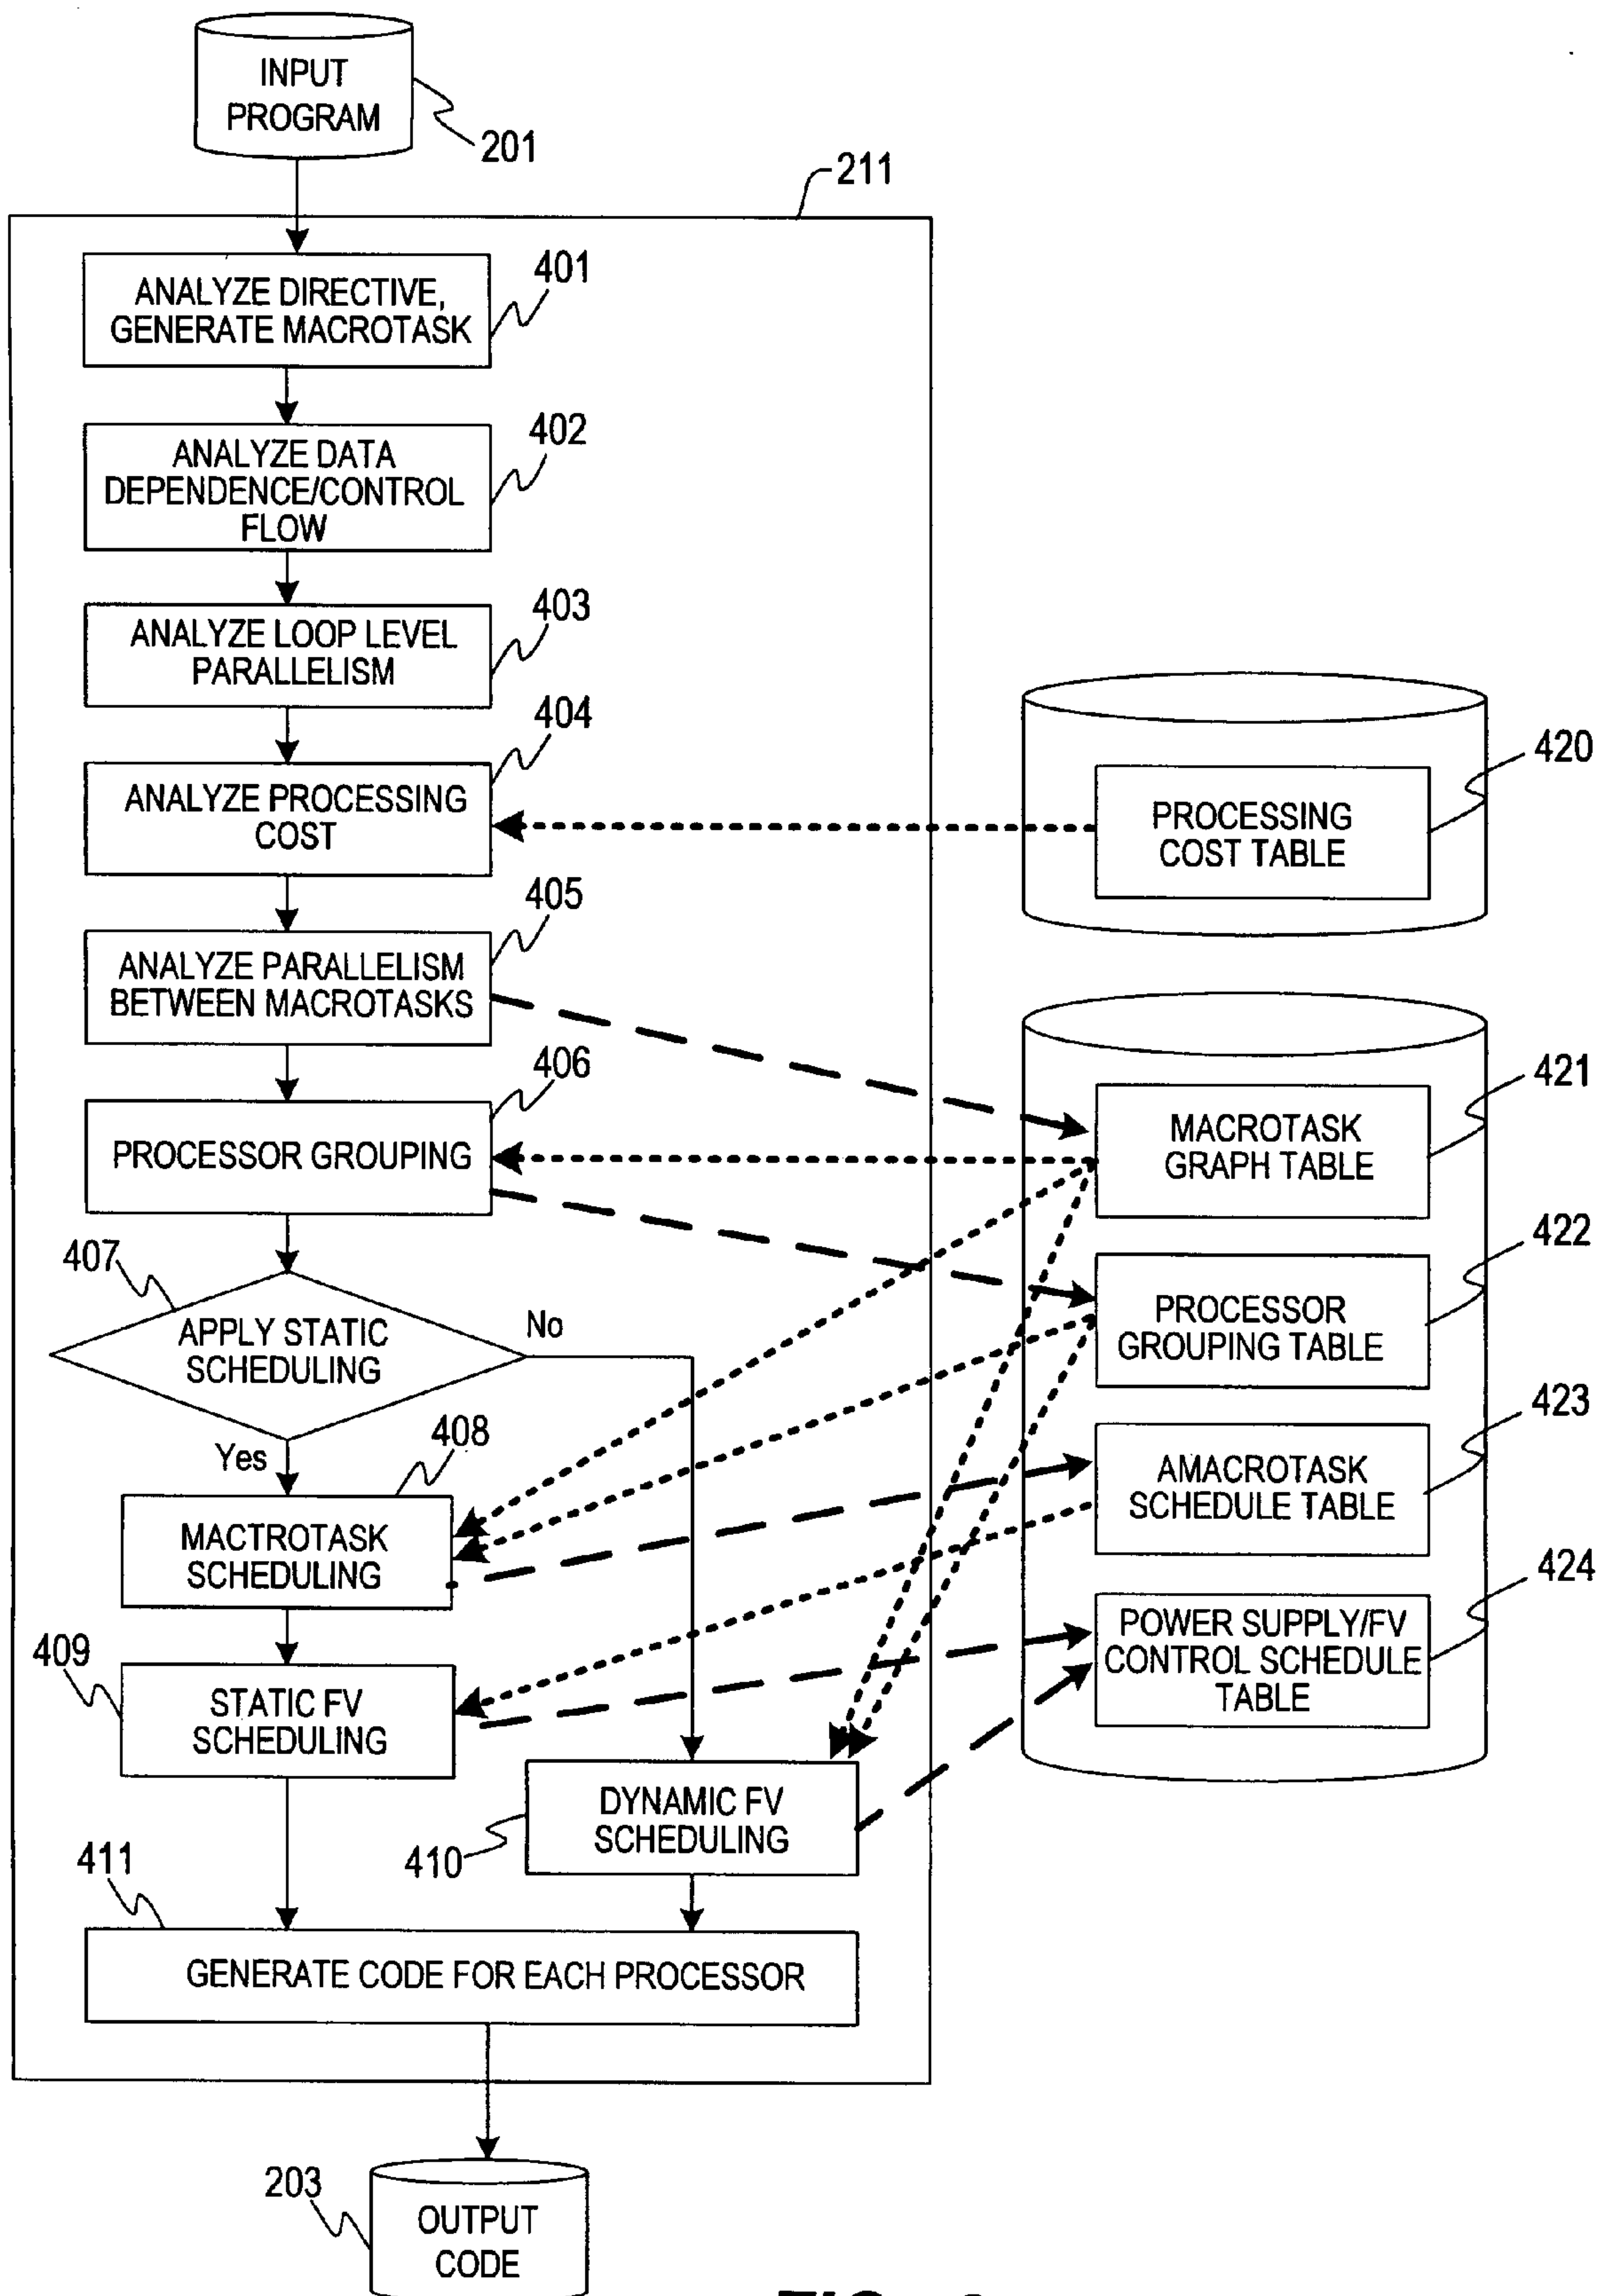 INPUT
PROGRAM
201
211
ANALYZE DIRECTIVE,
GENERATE MACROTASK
401
ANALYZE DATA
DEPENDENCE/CONTROL
FLOW
402
ANALYZE LOOP LEVEL
PARALLELISM
403
ANALYZE PROCESSING
COST
404
PROCESSING
COST TABLE
420
ANALYZE PARALLELISM
BETWEEN MACROTASKS
405
PROCESSOR GROUPING
406
MACROTASK
GRAPH TABLE
421
407
APPLY STATIC
SCHEDULING
No
Yes
PROCESSOR
GROUPING TABLE
422
MACTROTASK
SCHEDULING
408
AMACROTASK
SCHEDULE TABLE
423
409
STATIC FV
SCHEDULING
POWER SUPPLY/FV
CONTROL SCHEDULE
TABLE
424
DYNAMIC FV
SCHEDULING
410
411
GENERATE CODE FOR EACH PROCESSOR
203
OUTPUT
CODE